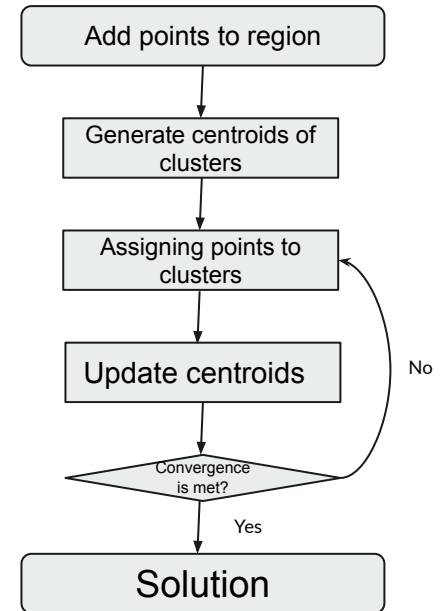 Add points to region
Generate centroids of
clusters
Assigning points to
clusters
Update centroids
No
Convergence
is met?
Yes
Solution